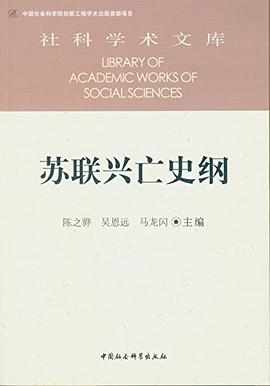 中国社会科学院创新工程学术出版资助项目
社科学术文库
LIBRARY OF
ACADEMIC WORKS OF
SOCIAL SCIENCES
苏联兴亡史纲
陈之骅 吴恩远 马龙闪 主编
中国社会科学出版社